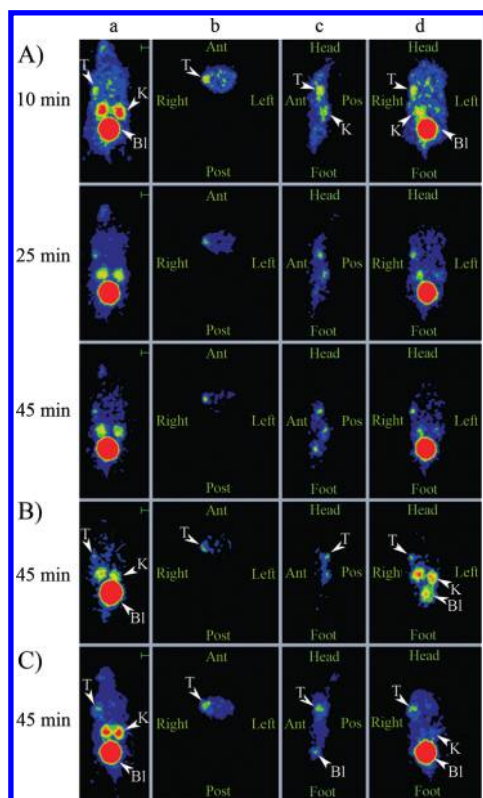 a b c d
A)
10 min
T K Bl
Ant Right Left Post T
Head Ant Pos Foot T K
Head Right Left Foot T K Bl
25 min
Ant Right Left Post
Head Ant Pos Foot
Head Right Left Foot
45 min
Ant Right Left Post
Head Ant Pos Foot
Head Right Left Foot
B)
45 min
T K Bl
Ant T Right Left Post
Head T Ant Pos Foot
Head T Right Left K Bl Foot
C)
45 min
T K Bl
Ant T Right Left Post
Head T Ant Pos Bl Foot
Head T Right Left K Bl Foot